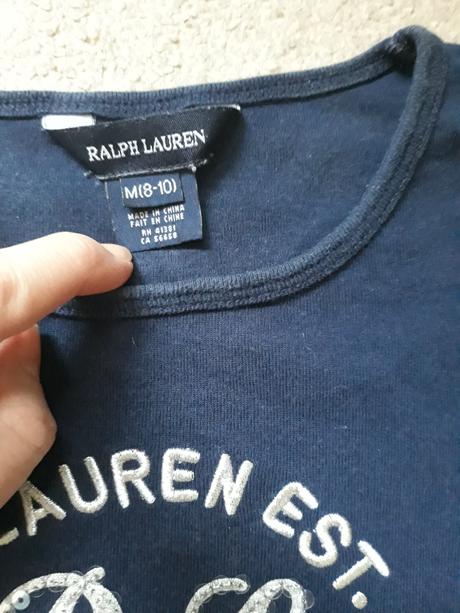 RALPH LAUREN
M(8-10)
MADE IN CHINA
FAIT EN CHINE
RN 41381
CA 56658
LAUREN EST.